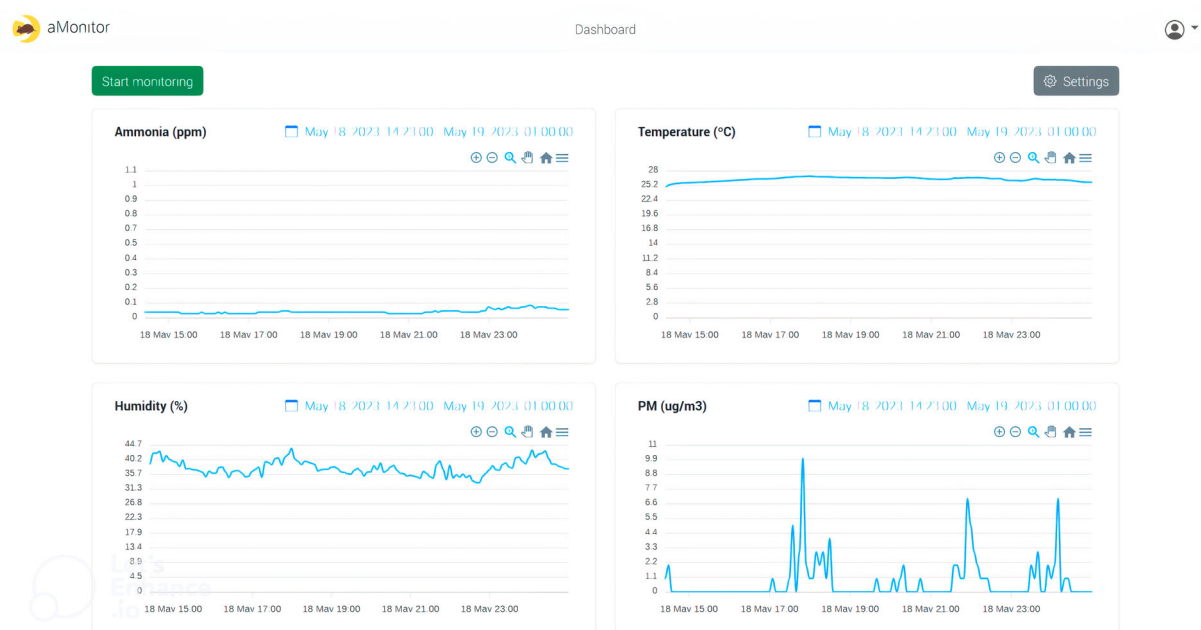 aMonitor
Dashboard
Start monitoring
Settings
Ammonia (ppm)
May 18 2023 14 23 00 May 19 2023 01 00 00
1.1
1
0.9
0.8
0.7
0.5
0.4
0.3
0.2
0.1
0
18 May 15:00 18 May 17:00 18 May 19:00 18 May 21:00 18 May 23:00
Temperature (ºC)
May 18 2023 14 23 00 May 19 2023 01 00 00
28
25.2
22.4
19.6
16.8
14
11.2
8.4
5.6
2.8
0
18 May 15:00 18 May 17:00 18 May 19:00 18 May 21:00 18 May 23:00
Humidity (%)
May 18 2023 14 23 00 May 19 2023 01 00 00
44.7
40.2
35.7
31.3
26.8
22.3
17.9
13.4
8.9
4.5
0
18 May 15:00 18 May 17:00 18 May 19:00 18 May 21:00 18 May 23:00
PM (ug/m3)
May 18 2023 14 23 00 May 19 2023 01 00 00
11
9.9
8.8
7.7
6.6
5.5
4.4
3.3
2.2
1.1
0
18 May 15:00 18 May 17:00 18 May 19:00 18 May 21:00 18 May 23:00
Let's
Enhance
.io